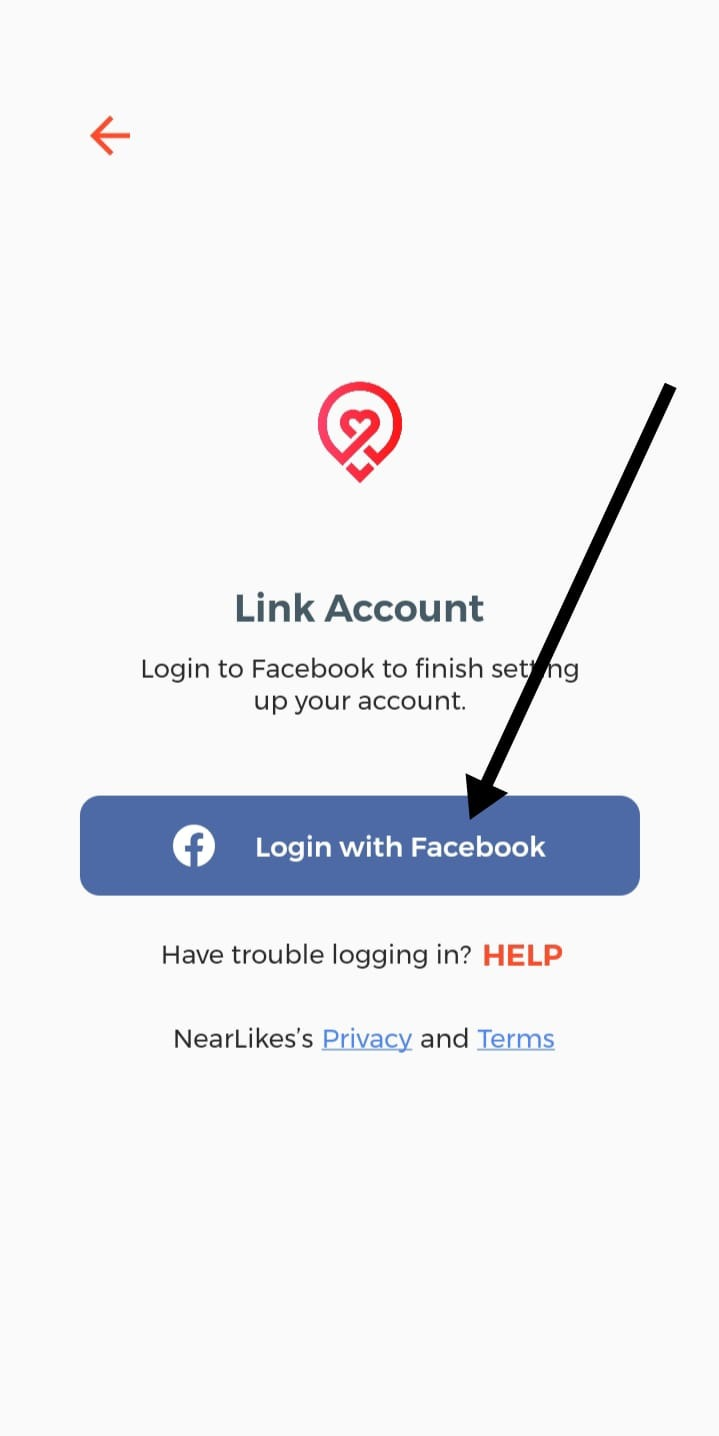 Link Account
Login to Facebook to finish setting
up your account.
Login with Facebook
Have trouble logging in? HELP
NearLikes’s Privacy and Terms